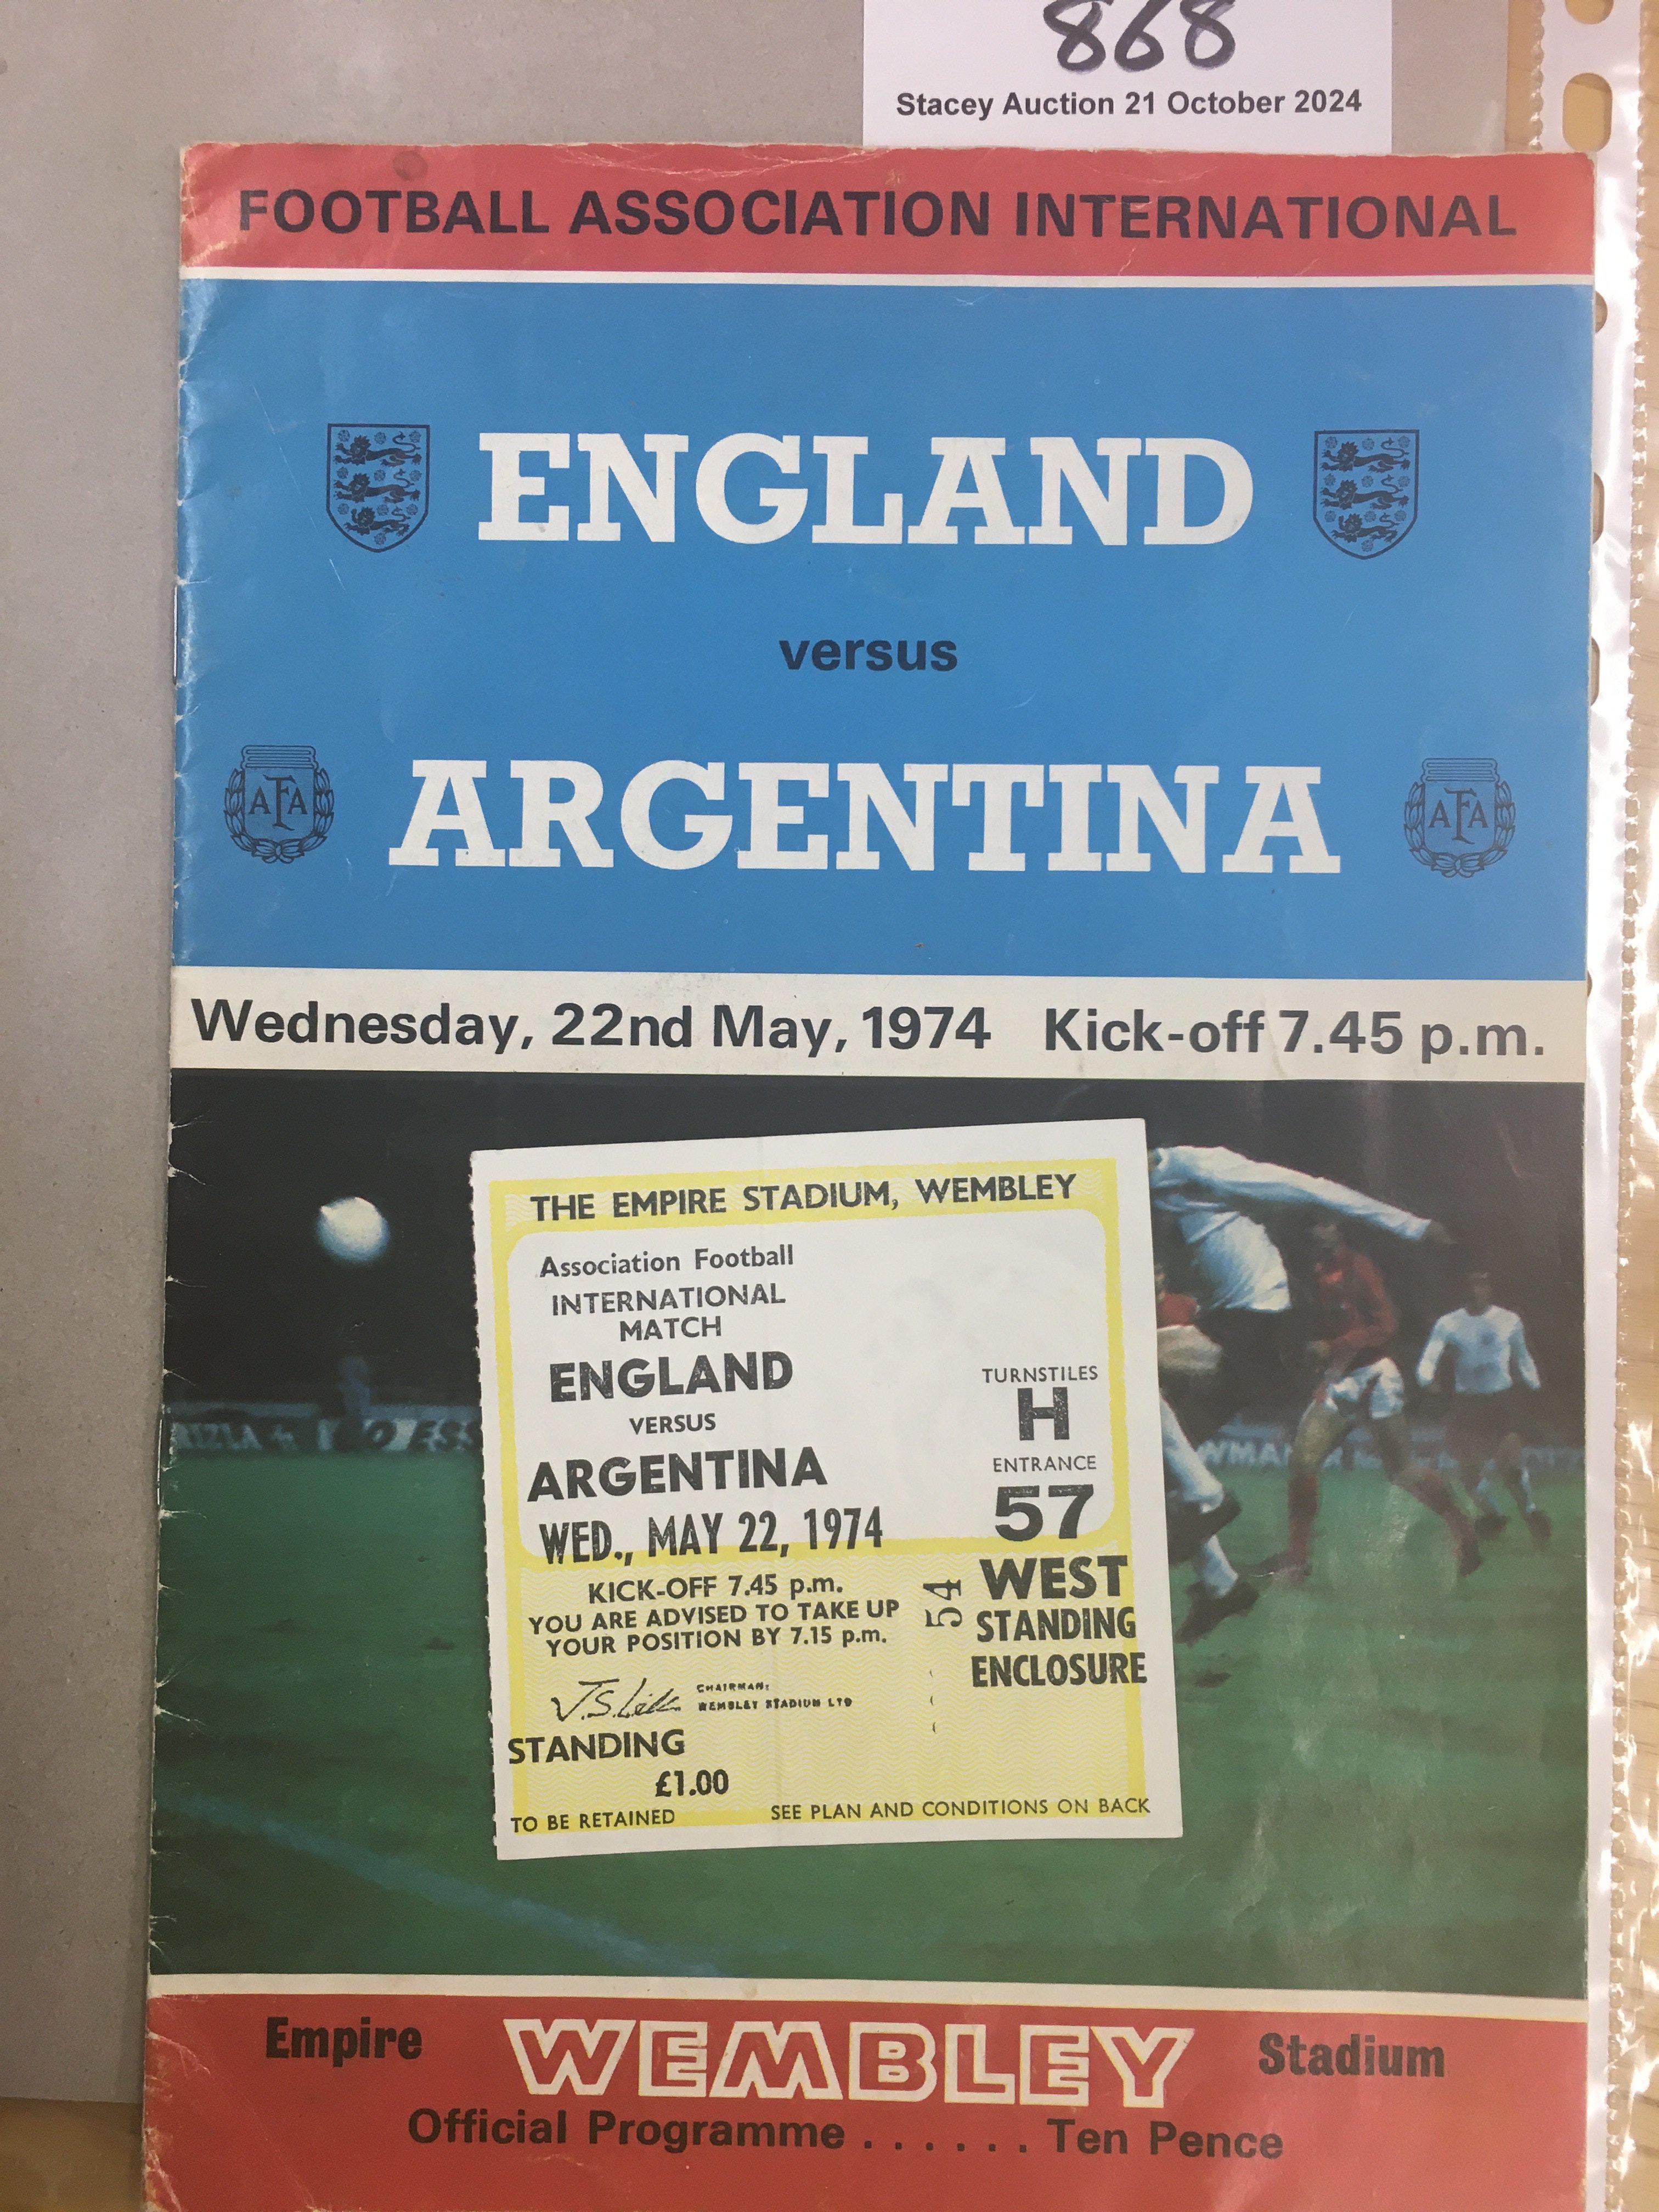 868
Stacey Auction 21 October 2024
FOOTBALL ASSOCIATION INTERNATIONAL
ENGLAND
versus
AFA ARGENTINA AFA
Wednesday, 22nd May, 1974 Kick-off 7.45 p.m.
THE EMPIRE STADIUM, WEMBLEY
Association Football
INTERNATIONAL
MATCH
ENGLAND
VERSUS
ARGENTINA
WED., MAY 22, 1974
KICK-OFF 7.45 p.m.
YOU ARE ADVISED TO TAKE UP
YOUR POSITION BY 7.15 p.m.
CHAIRMAN:
WEMBLEY STADIUM LTD
STANDING
£1.00
TO BE RETAINED
TURNSTILES
H
ENTRANCE
57
54
WEST
STANDING
ENCLOSURE
SEE PLAN AND CONDITIONS ON BACK
Empire WEMBLEY Stadium
Official Programme ...... Ten Pence